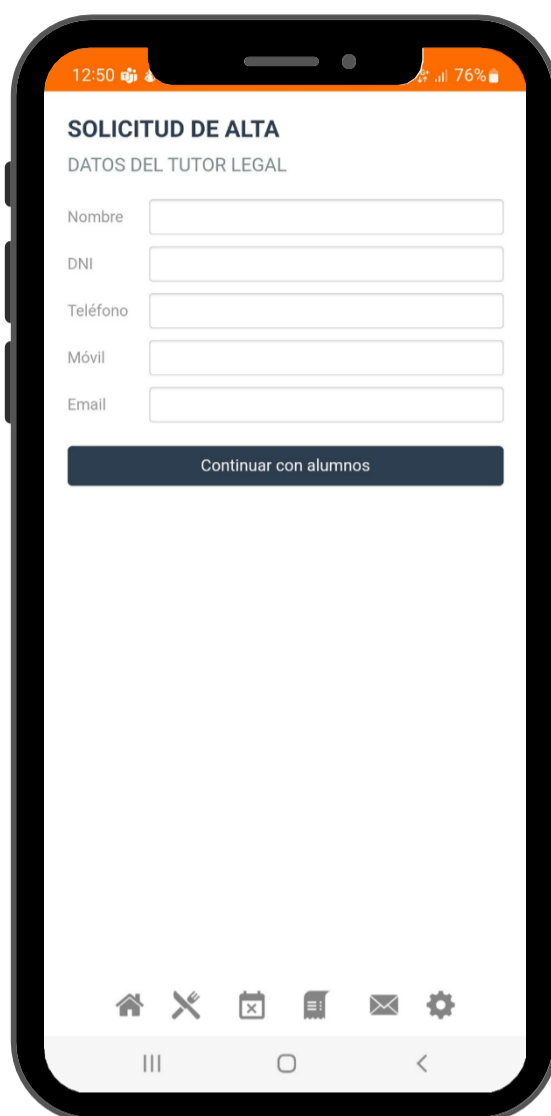 12:50
76%
SOLICITUD DE ALTA
DATOS DEL TUTOR LEGAL
Nombre
DNI
Teléfono
Móvil
Email
Continuar con alumnos